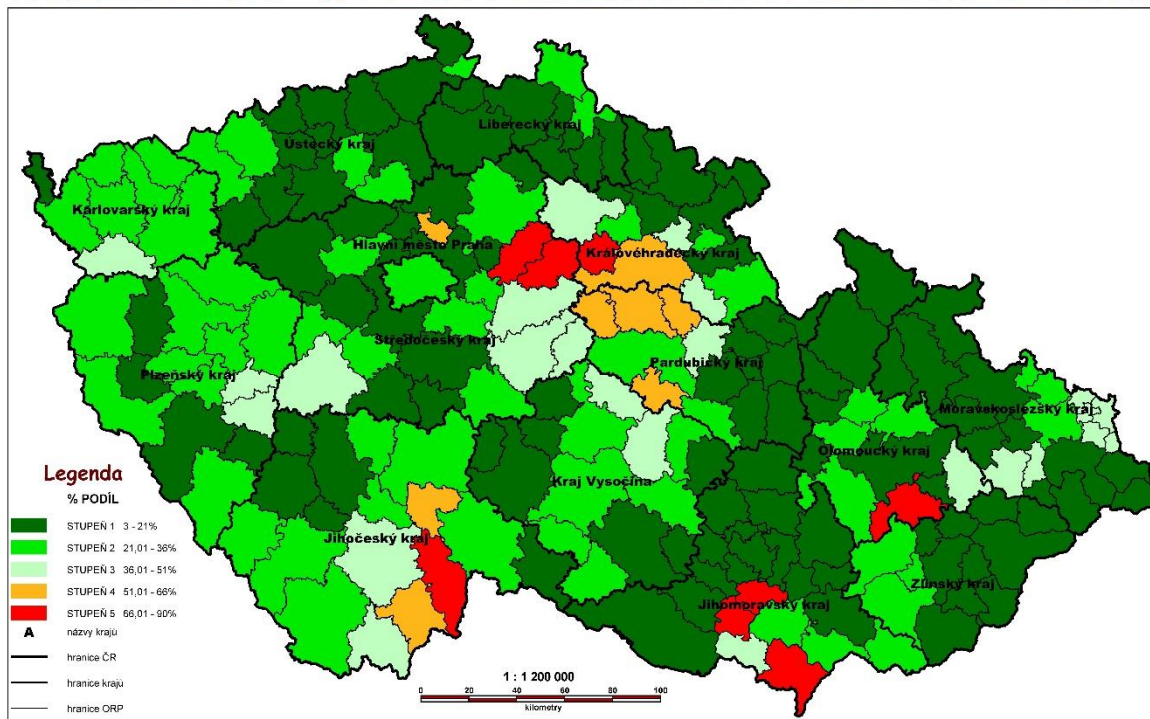 Liberecký kraj
Ústecký kraj
Karlovarský kraj
Hlavní město Praha
Královéhradecký kraj
Středočeský kraj
Pardubický kraj
Plzeňský kraj
Moravskoslezský kraj
Olomoucký kraj
Kraj Vysočina
Jihočeský kraj
Zlínský kraj
Jihomoravský kraj
Legenda
% PODÍL
STUPEŇ 1 3 - 21%
STUPEŇ 2 21,01 - 36%
STUPEŇ 3 36,01 - 51%
STUPEŇ 4 51,01 - 66%
STUPEŇ 5 66,01 - 90%
A názvy krajů
hranice ČR
hranice krajů
hranice ORP
1 : 1 200 000
0 20 40 60 80 100
kilometry